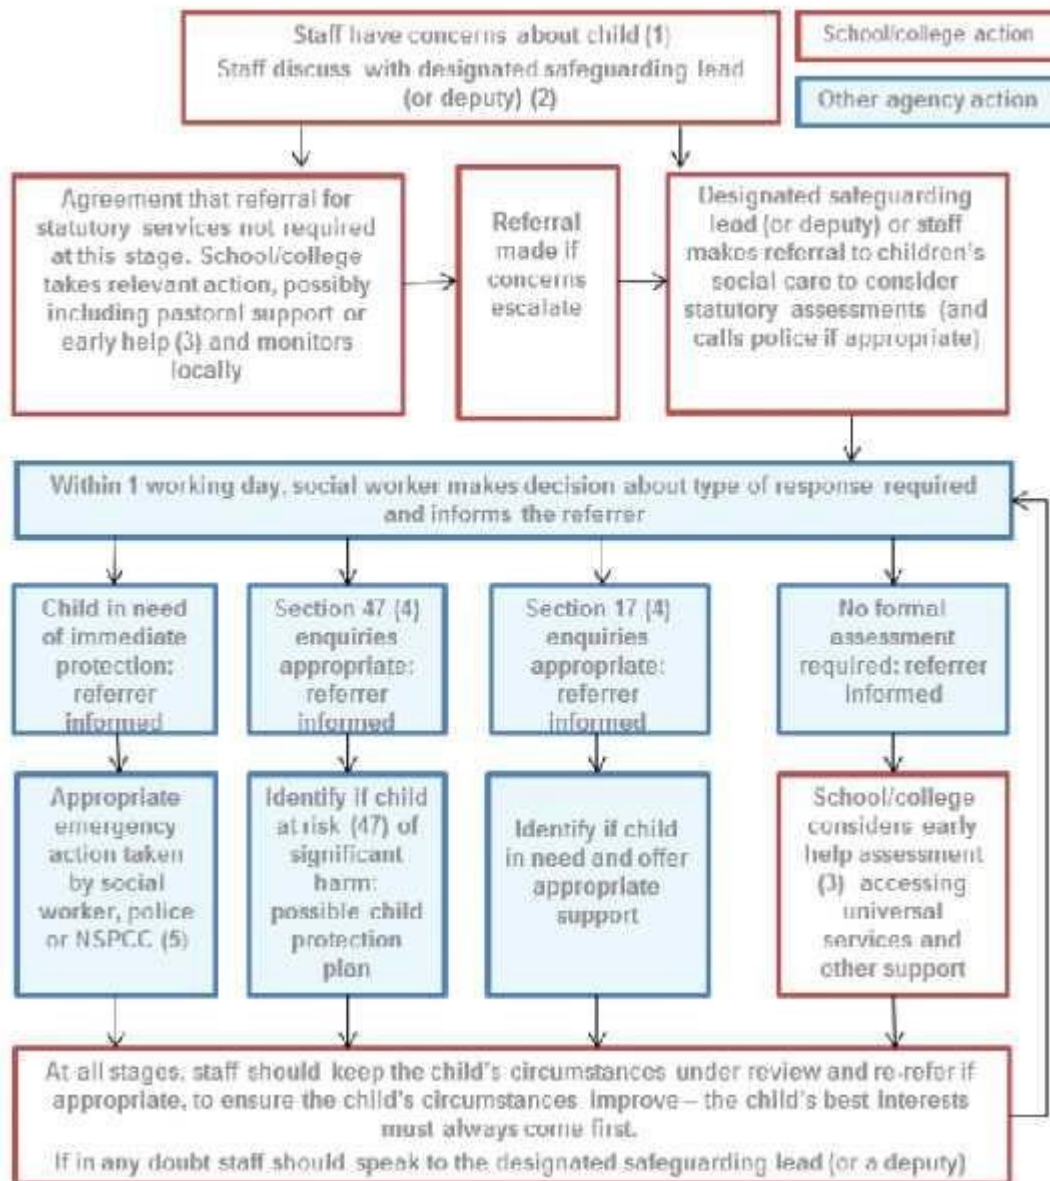 Staff have concerns about child (1)
Staff discuss with designated safeguarding lead
(or deputy) (2)
School/college action
Other agency action
Agreement that referral for
statutory services not required
at this stage. School/college
takes relevant action, possibly
including pastoral support or
early help (3) and monitors
locally
Referral
made if
concerns
escalate
Designated safeguarding
lead (or deputy) or staff
makes referral to children's
social care to consider
statutory assessments (and
calls police if appropriate)
Within 1 working day, social worker makes decision about type of response required
and informs the referrer
Child in need
of immediate
protection:
referrer
informed
Section 47 (4)
enquiries
appropriate:
referrer
informed
Section 17 (4)
enquiries
appropriate:
referrer
informed
No formal
assessment
required: referrer
informed
Appropriate
emergency
action taken
by social
worker, police
or NSPCC (5)
Identify if child
at risk (47) of
significant
harm:
possible child
protection
plan
Identify if child
in need and offer
appropriate
support
School/college
considers early
help assessment
(3) accessing
universal
services and
other support
At all stages, staff should keep the child's circumstances under review and re-refer if
appropriate, to ensure the child's circumstances improve – the child's best interests
must always come first.
If in any doubt staff should speak to the designated safeguarding lead (or a deputy)